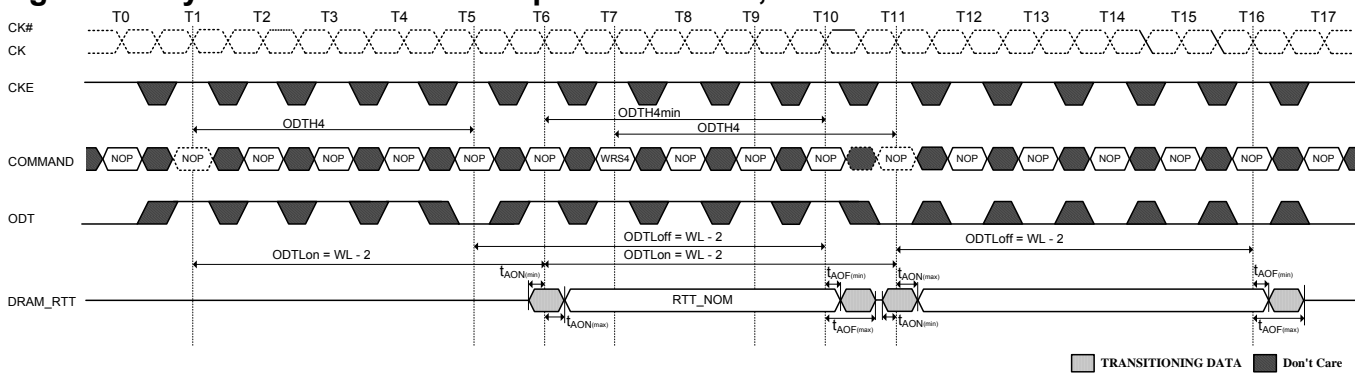 T0 T1 T2 T3 T4 T5 T6 T7 T8 T9 T10 T11 T12 T13 T14 T15 T16 T17
CK#
CK
CKE
ODTH4 ODTH4min
ODTH4
COMMAND NOP NOP NOP NOP NOP NOP NOP WRS4 NOP NOP NOP NOP NOP NOP NOP NOP NOP NOP
ODT
ODTLoff = WL - 2 ODTLoff = WL - 2
ODTLon = WL - 2 ODTLon = WL - 2
tAON(min) tAOF(min) tAON(max) tAOF(min)
DRAM_RTT RTT_NOM
tAON(max) tAOF(max) tAON(min) tAOF(max)
TRANSITIONING DATA Don't Care